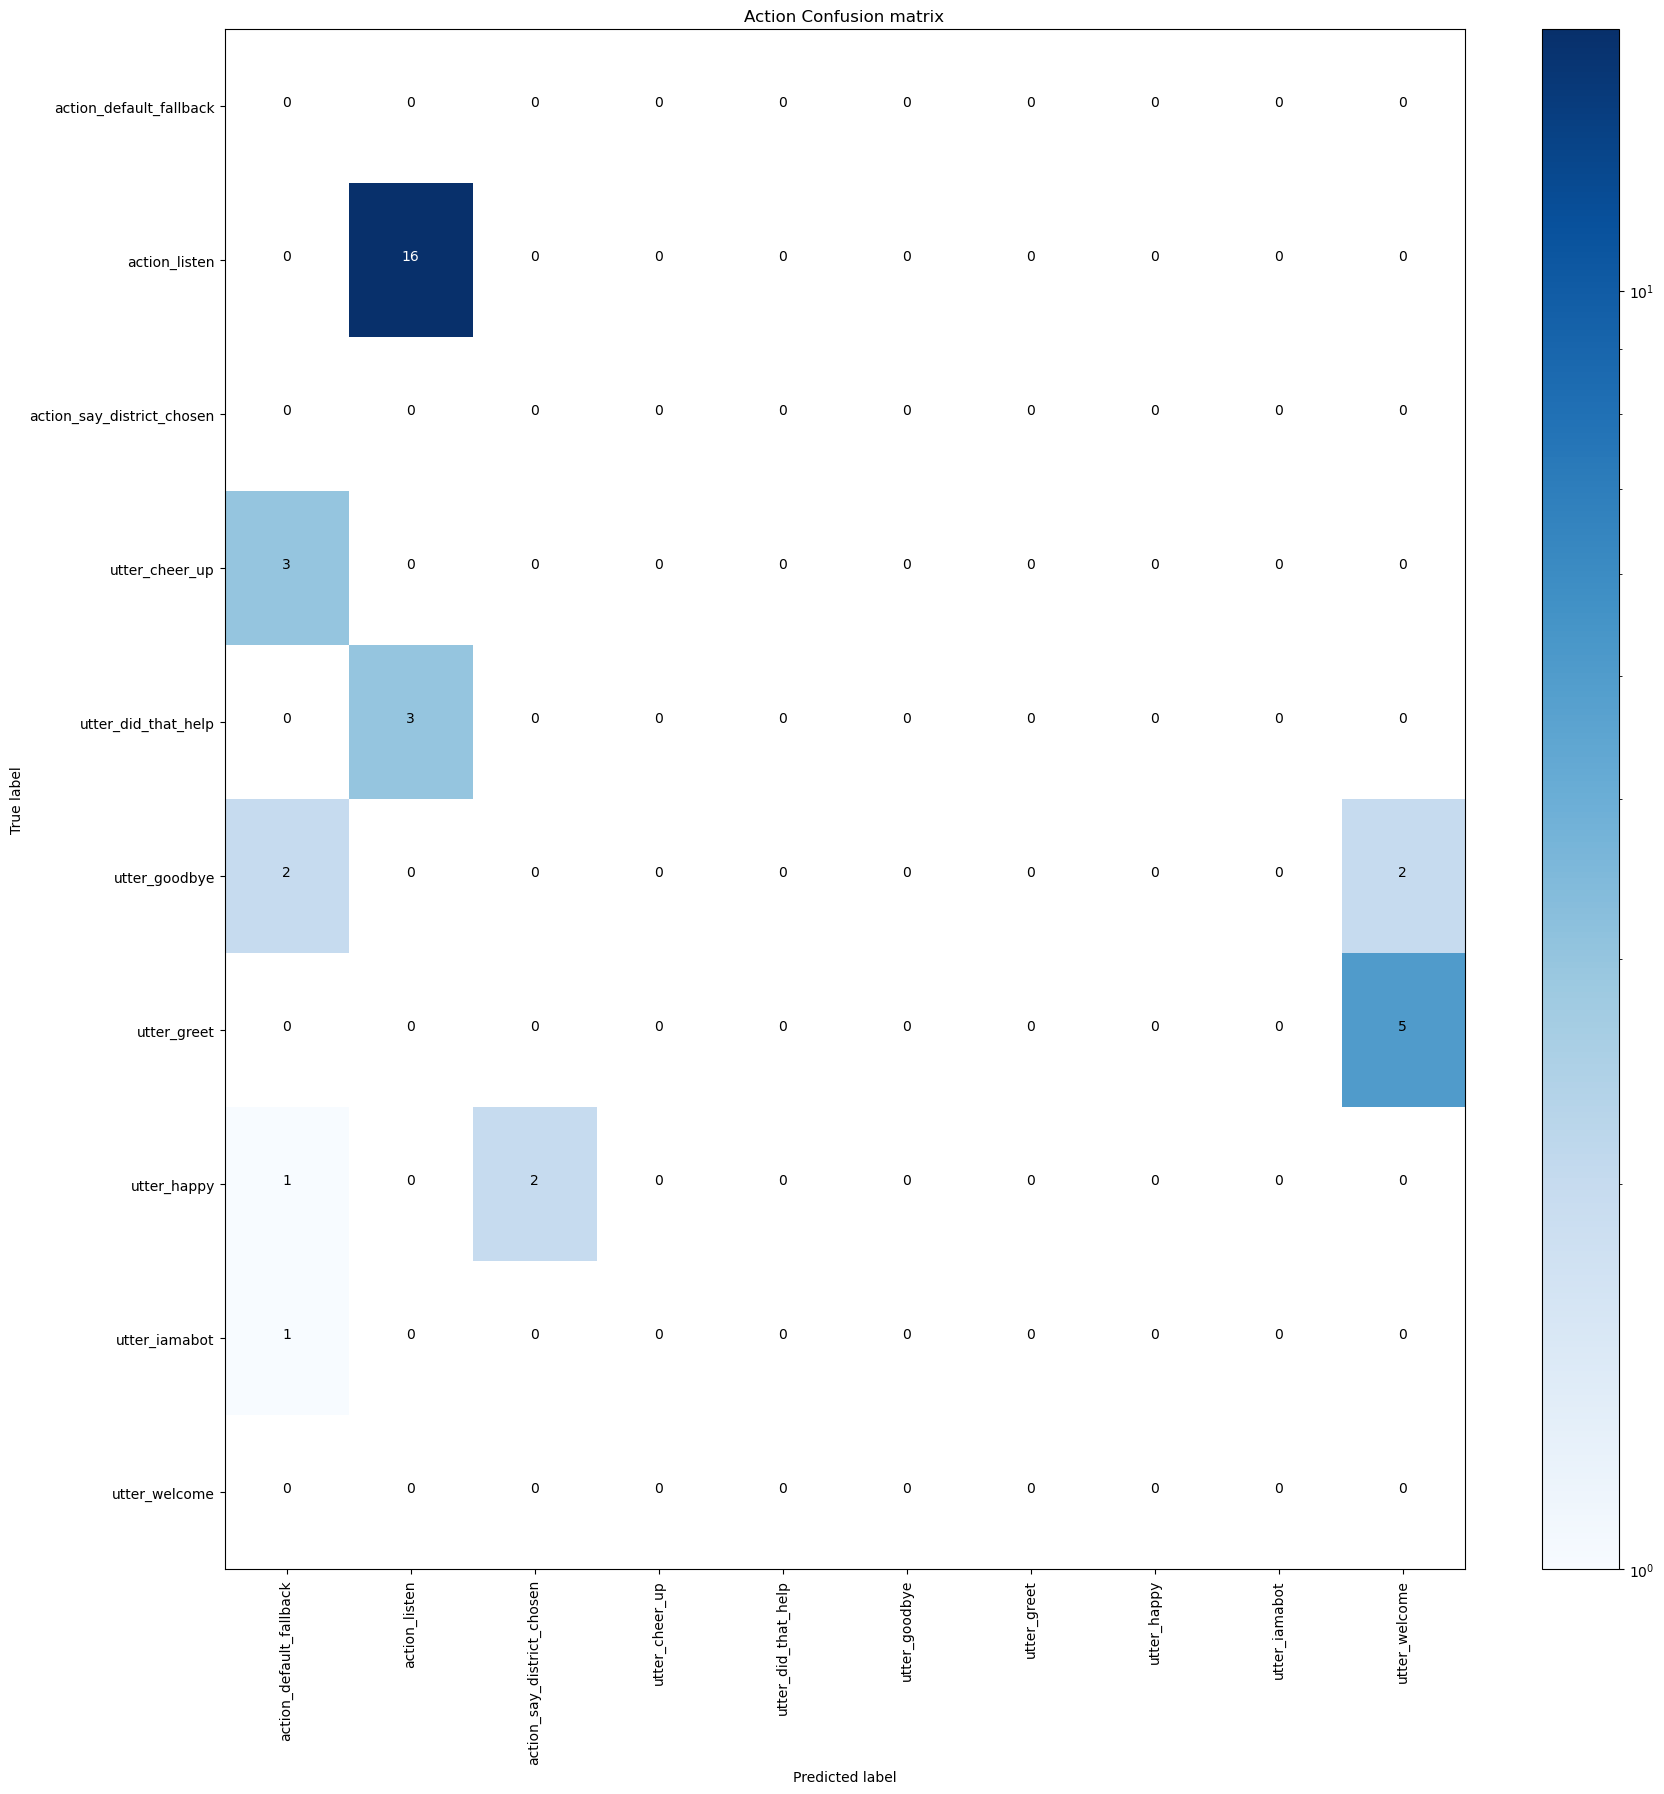 Action Confusion matrix
True label
action_default_fallback 0 0 0 0 0 0 0 0 0 0
action_listen 0 16 0 0 0 0 0 0 0 0
action_say_district_chosen 0 0 0 0 0 0 0 0 0 0
utter_cheer_up 3 0 0 0 0 0 0 0 0 0
utter_did_that_help 0 3 0 0 0 0 0 0 0 0
utter_goodbye 2 0 0 0 0 0 0 0 0 2
utter_greet 0 0 0 0 0 0 0 0 0 5
utter_happy 1 0 2 0 0 0 0 0 0 0
utter_iamabot 1 0 0 0 0 0 0 0 0 0
utter_welcome 0 0 0 0 0 0 0 0 0 0
action_default_fallback
action_listen
action_say_district_chosen
utter_cheer_up
utter_did_that_help
utter_goodbye
utter_greet
utter_happy
utter_iamabot
utter_welcome
Predicted label
10¹
10⁰